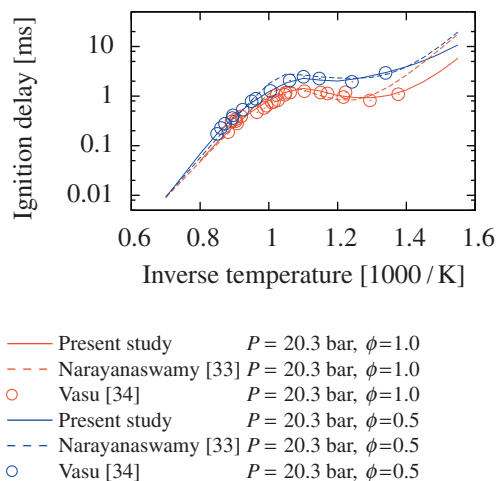 Ignition delay [ms]
10
1
0.1
0.01
0.6 0.8 1 1.2 1.4 1.6
Inverse temperature [1000 / K]
Present study P = 20.3 bar, ϕ=1.0
Narayanaswamy [33] P = 20.3 bar, ϕ=1.0
Vasu [34] P = 20.3 bar, ϕ=1.0
Present study P = 20.3 bar, ϕ=0.5
Narayanaswamy [33] P = 20.3 bar, ϕ=0.5
Vasu [34] P = 20.3 bar, ϕ=0.5